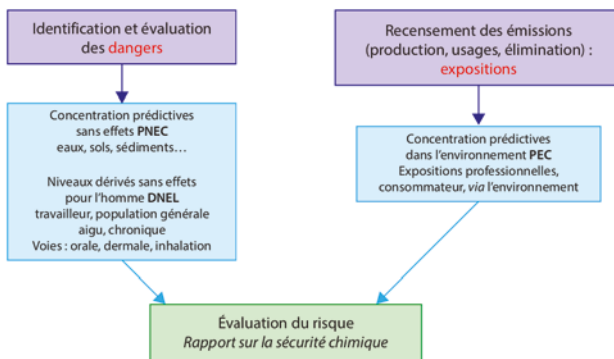 Identification et évaluation
des dangers
Recensement des émissions
(production, usages, élimination) :
expositions
Concentration prédictives
sans effets PNEC
eaux, sols, sédiments...
Niveaux dérivés sans effets
pour l'homme DNEL
travailleur, population générale
aigu, chronique
Voies : orale, dermale, inhalation
Concentration prédictives
dans l'environnement PEC
Expositions professionnelles,
consommateur, via l'environnement
Évaluation du risque
Rapport sur la sécurité chimique